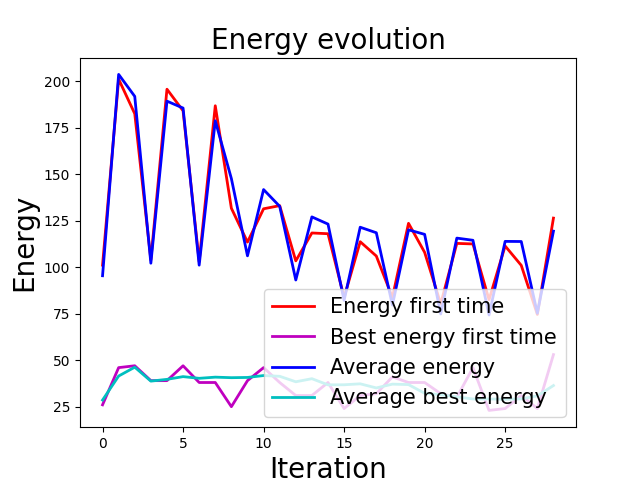 Energy evolution
Energy
200
175
150
125
100
75
50
25
Energy first time
Best energy first time
Average energy
Average best energy
0 5 10 15 20 25
Iteration